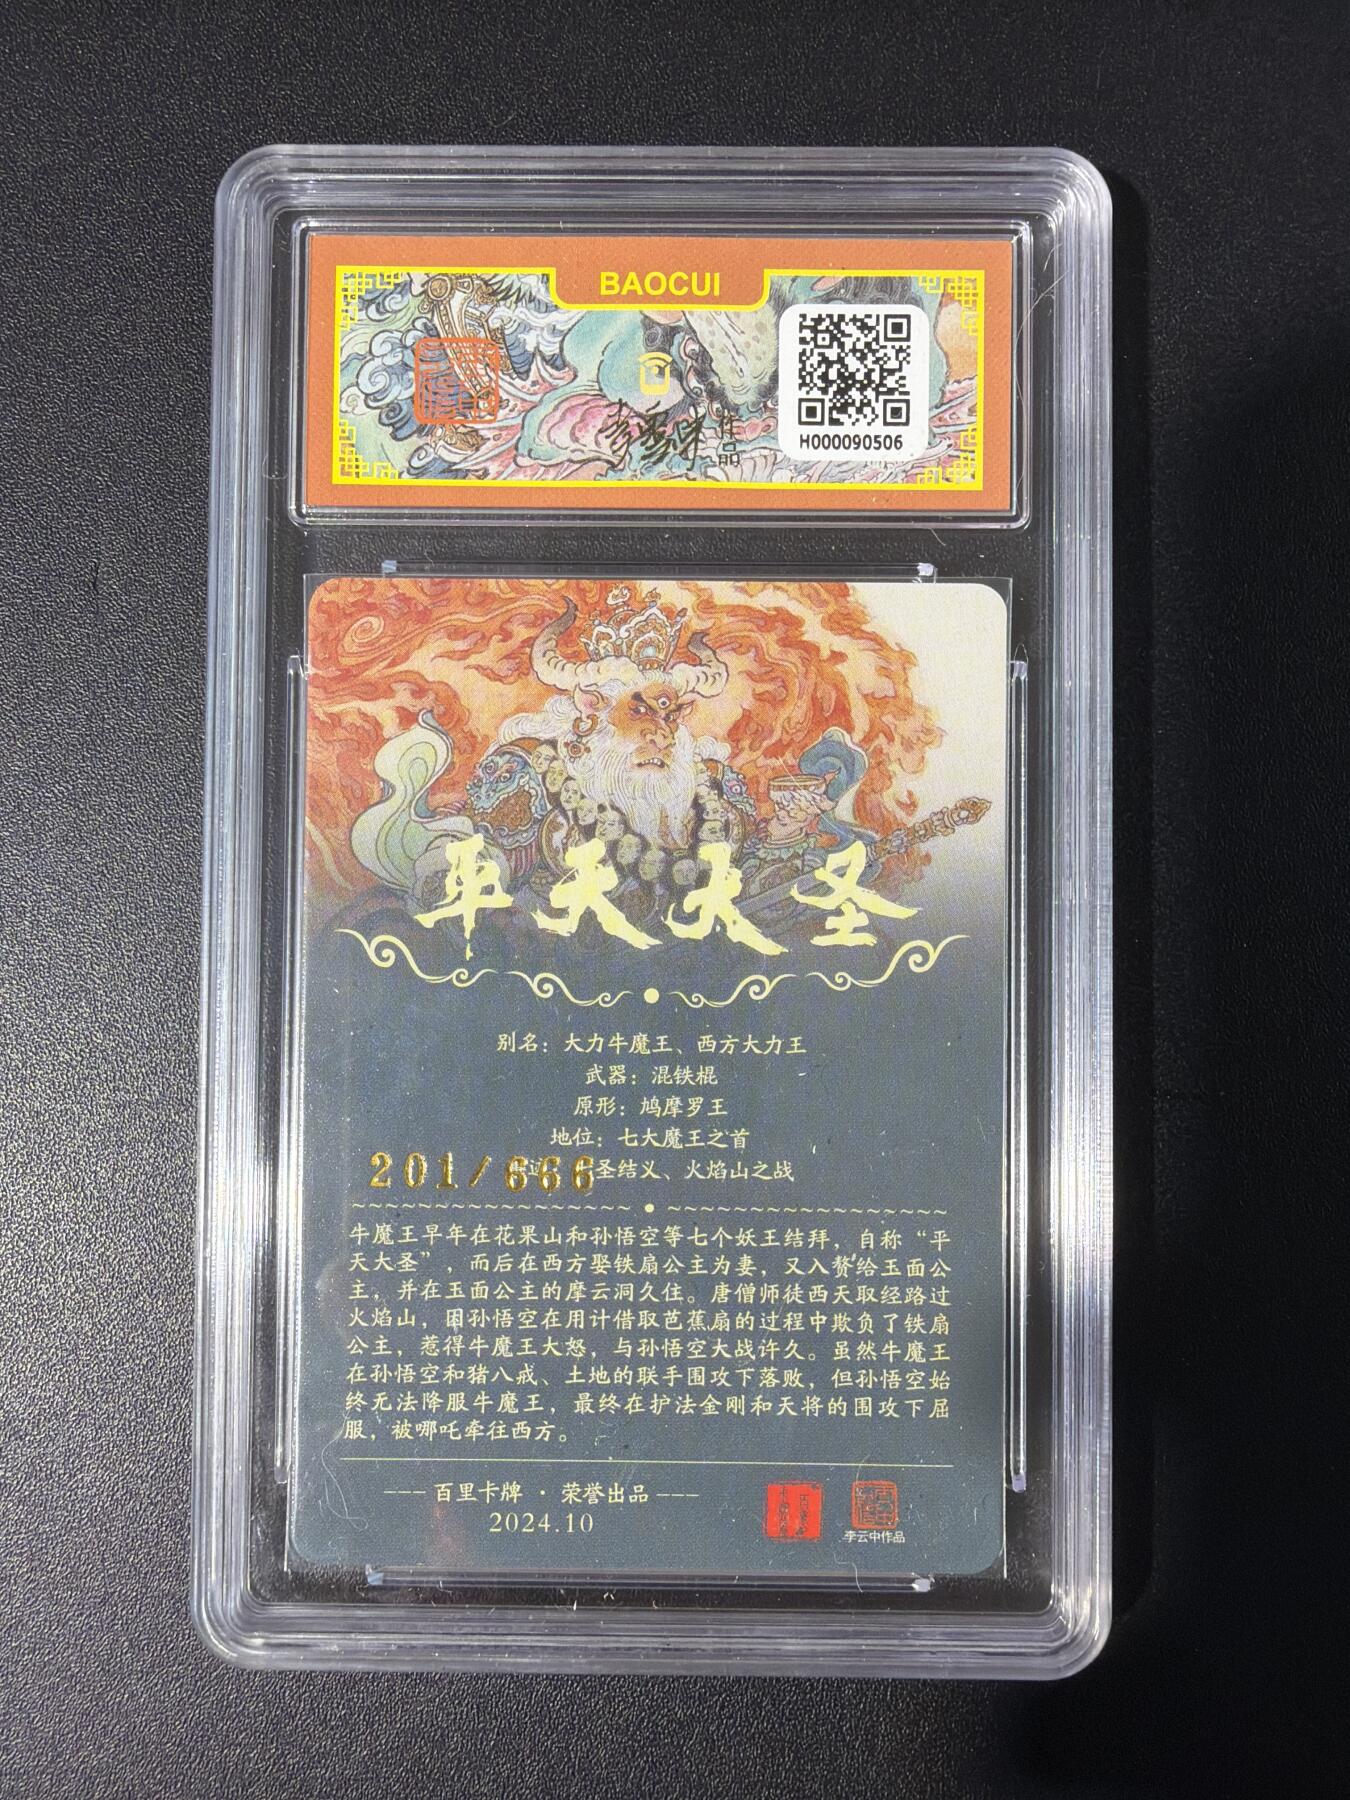 BAOCUI
作品
H000090506
平天大圣
别名：大力牛魔王、西方大力王
武器：混铁棍
原形：鸠摩罗王
地位：七大魔王之首
201/666
圣结义、火焰山之战
牛魔王早年在花果山和孙悟空等七个妖王结拜，自称“平
天大圣”，而后在西方娶铁扇公主为妻，又入赘给玉面公
主，并在玉面公主的摩云洞久住。唐僧师徒西天取经路过
火焰山，因孙悟空在用计借取芭蕉扇的过程中欺负了铁扇
公主，惹得牛魔王大怒，与孙悟空大战许久。虽然牛魔王
在孙悟空和猪八戒、土地的联手围攻下落败，但孙悟空始
终无法降服牛魔王，最终在护法金刚和天将的围攻下屈
服，被哪吒牵往西方。
---百里卡牌 · 荣誉出品---
2024.10
李云中作品